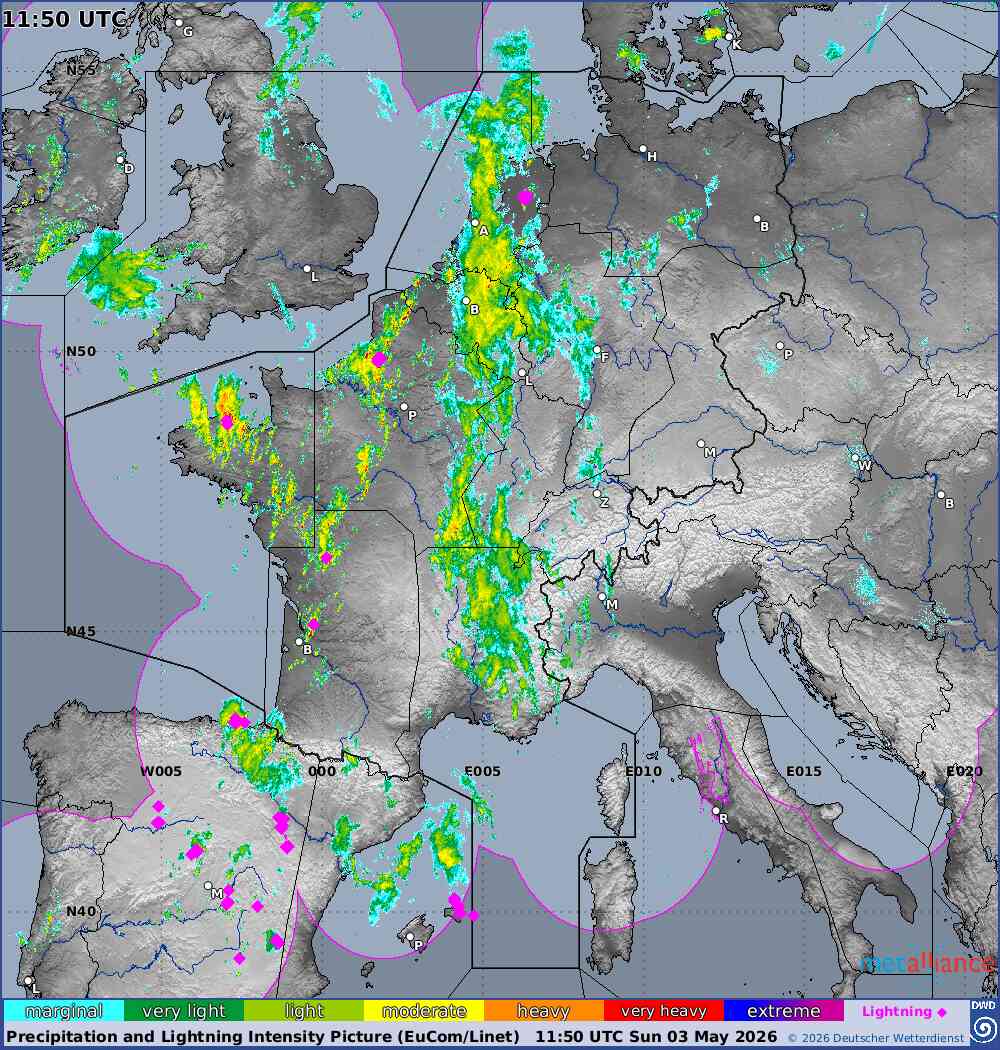 11:50 UTC
G
K
N55
D
H
A
B
L
B
N50
P
F
L
P
M
W
Z
B
M
N45
B
W005
000
E005
E010
E015
E020
R
M
N40
P
metalliance
L
marginal very light light moderate heavy very heavy extreme Lightning DWD
Precipitation and Lightning Intensity Picture (EuCom/Linet) 11:50 UTC Sun 03 May 2026 © 2026 Deutscher Wetterdienst